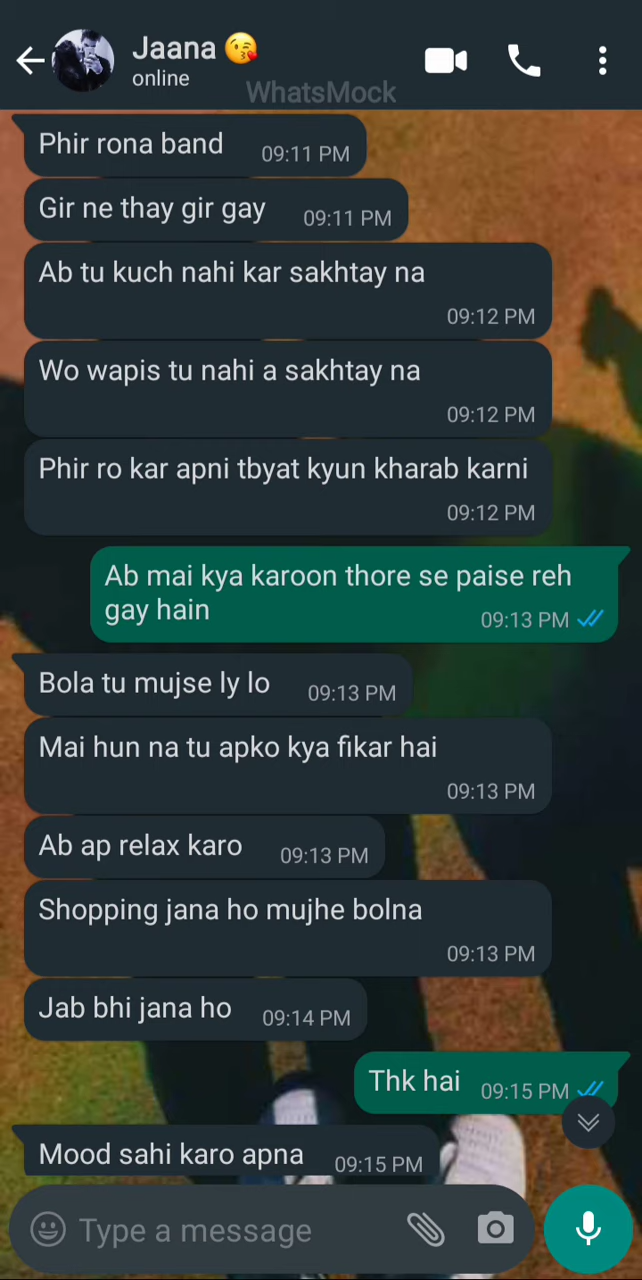 Jaana 😘
online
WhatsMock
Phir rona band 09:11 PM
Gir ne thay gir gay 09:11 PM
Ab tu kuch nahi kar sakhtay na
09:12 PM
Wo wapis tu nahi a sakhtay na
09:12 PM
Phir ro kar apni tbyat kyun kharab karni
09:12 PM
Ab mai kya karoon thore se paise reh
gay hain 09:13 PM
Bola tu mujse ly lo 09:13 PM
Mai hun na tu apko kya fikar hai
09:13 PM
Ab ap relax karo 09:13 PM
Shopping jana ho mujhe bolna
09:13 PM
Jab bhi jana ho 09:14 PM
Thk hai 09:15 PM
Mood sahi karo apna 09:15 PM
Type a message